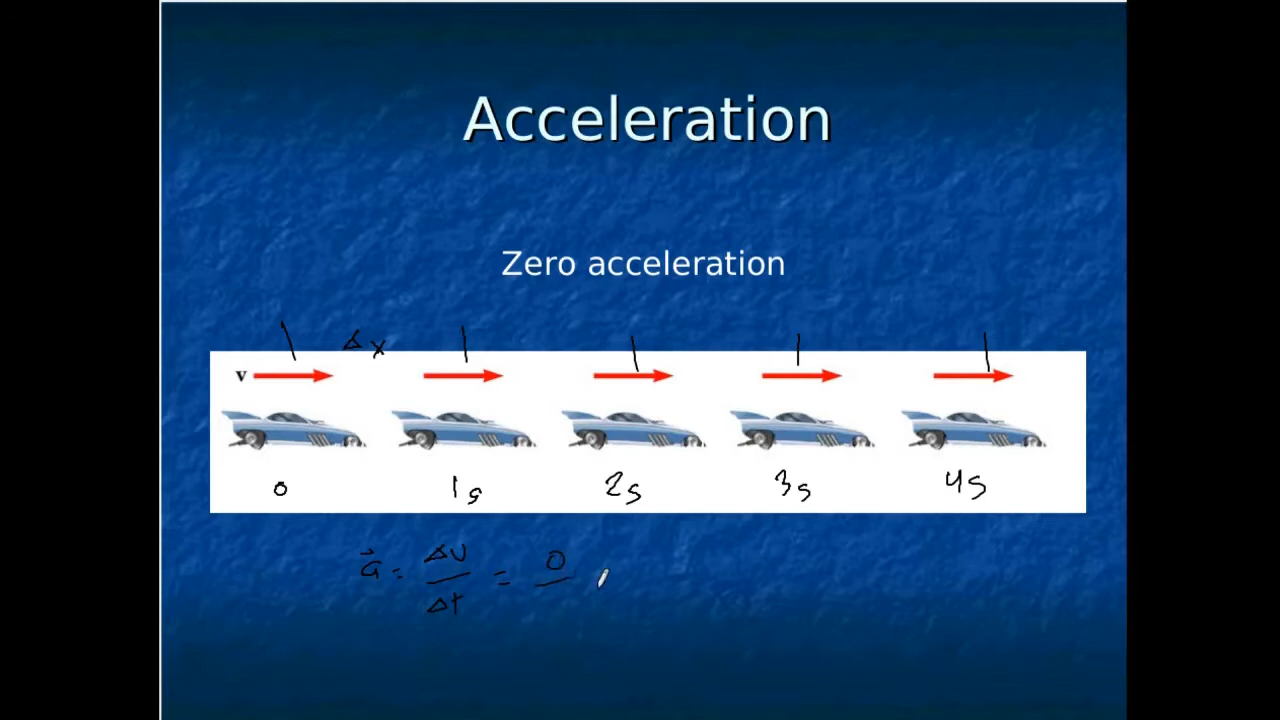 Acceleration
Zero acceleration
Δx
v
0 1s 2s 3s 4s
a⃗ = Δv/Δt = 0/